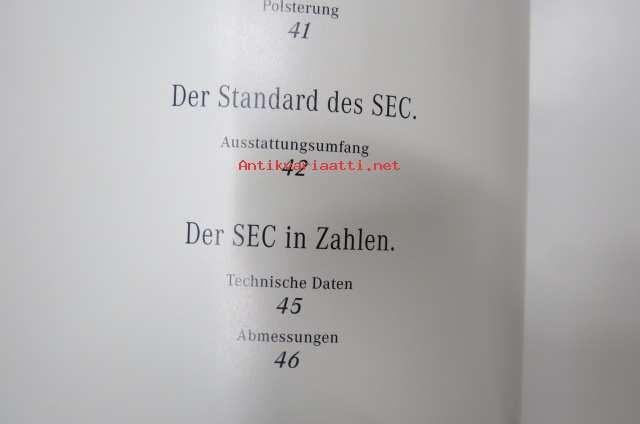 Polsterung
41
Der Standard des SEC.
Ausstattungsumfang
Antikvariaatti.net
42
Der SEC in Zahlen.
Technische Daten
45
Abmessungen
46